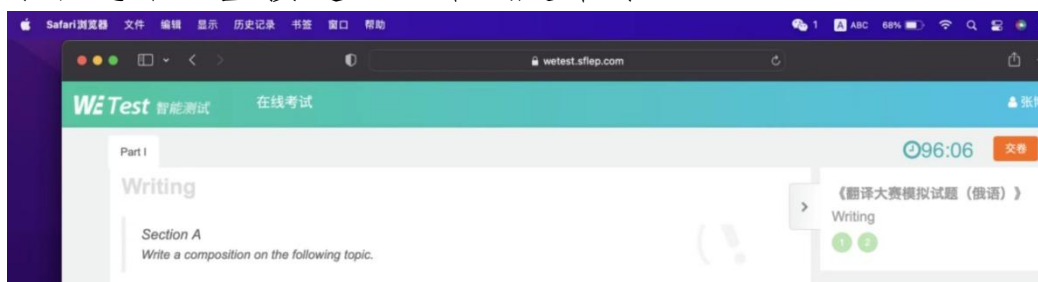 Safari浏览器 文件 编辑 显示 历史记录 书签 窗口 帮助 1 A ABC 68%
wetest.sflep.com
WE Test 智能测试 在线考试 张
Part I 96:06 交卷
Writing
《翻译大赛模拟试题（俄语）》
Writing
Section A
1 2
Write a composition on the following topic.